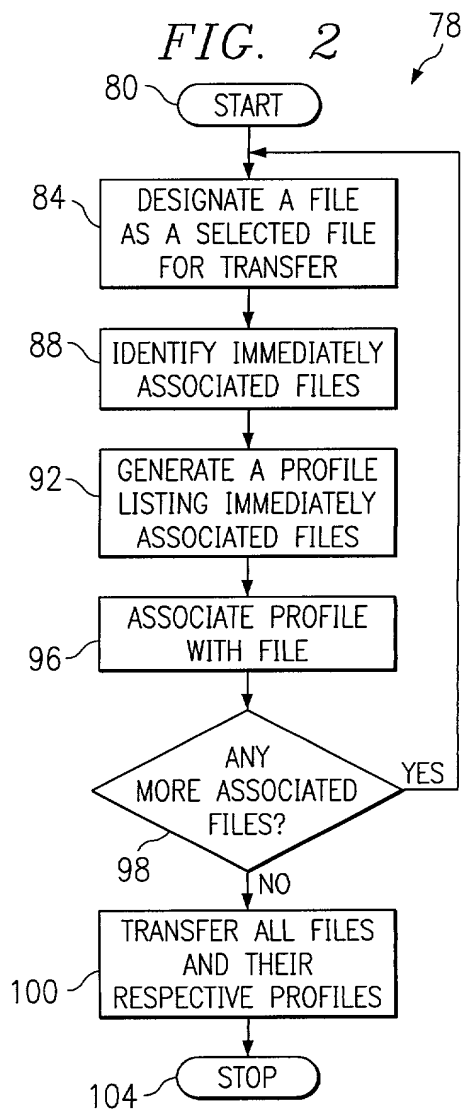 FIG. 2
78
80
START
84
DESIGNATE A FILE
AS A SELECTED FILE
FOR TRANSFER
88
IDENTIFY IMMEDIATELY
ASSOCIATED FILES
92
GENERATE A PROFILE
LISTING IMMEDIATELY
ASSOCIATED FILES
96
ASSOCIATE PROFILE
WITH FILE
ANY
MORE ASSOCIATED
FILES?
YES
98
NO
100
TRANSFER ALL FILES
AND THEIR
RESPECTIVE PROFILES
104
STOP